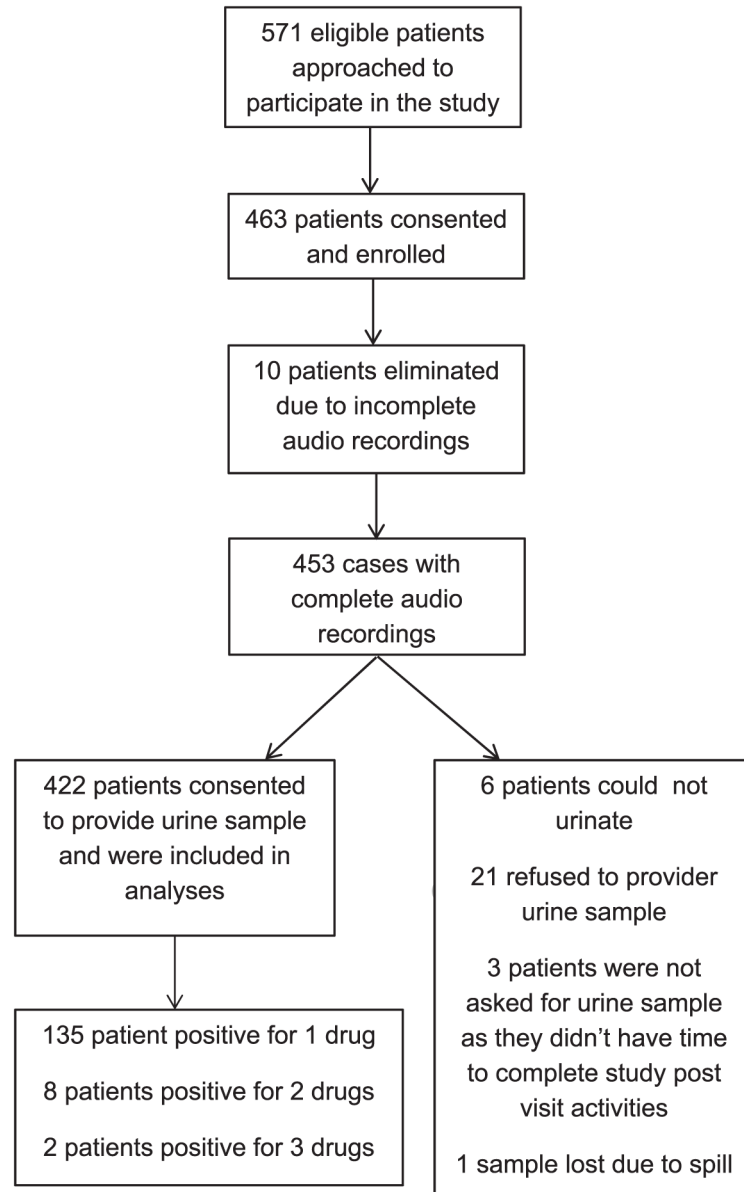 571 eligible patients
approached to
participate in the study
463 patients consented
and enrolled
10 patients eliminated
due to incomplete
audio recordings
453 cases with
complete audio
recordings
422 patients consented
to provide urine sample
and were included in
analyses
135 patient positive for 1 drug
8 patients positive for 2 drugs
2 patients positive for 3 drugs
6 patients could  not
urinate
21 refused to provider
urine sample
3 patients were not
asked for urine sample
as they didn’t have time
to complete study post
visit activities
1 sample lost due to spill